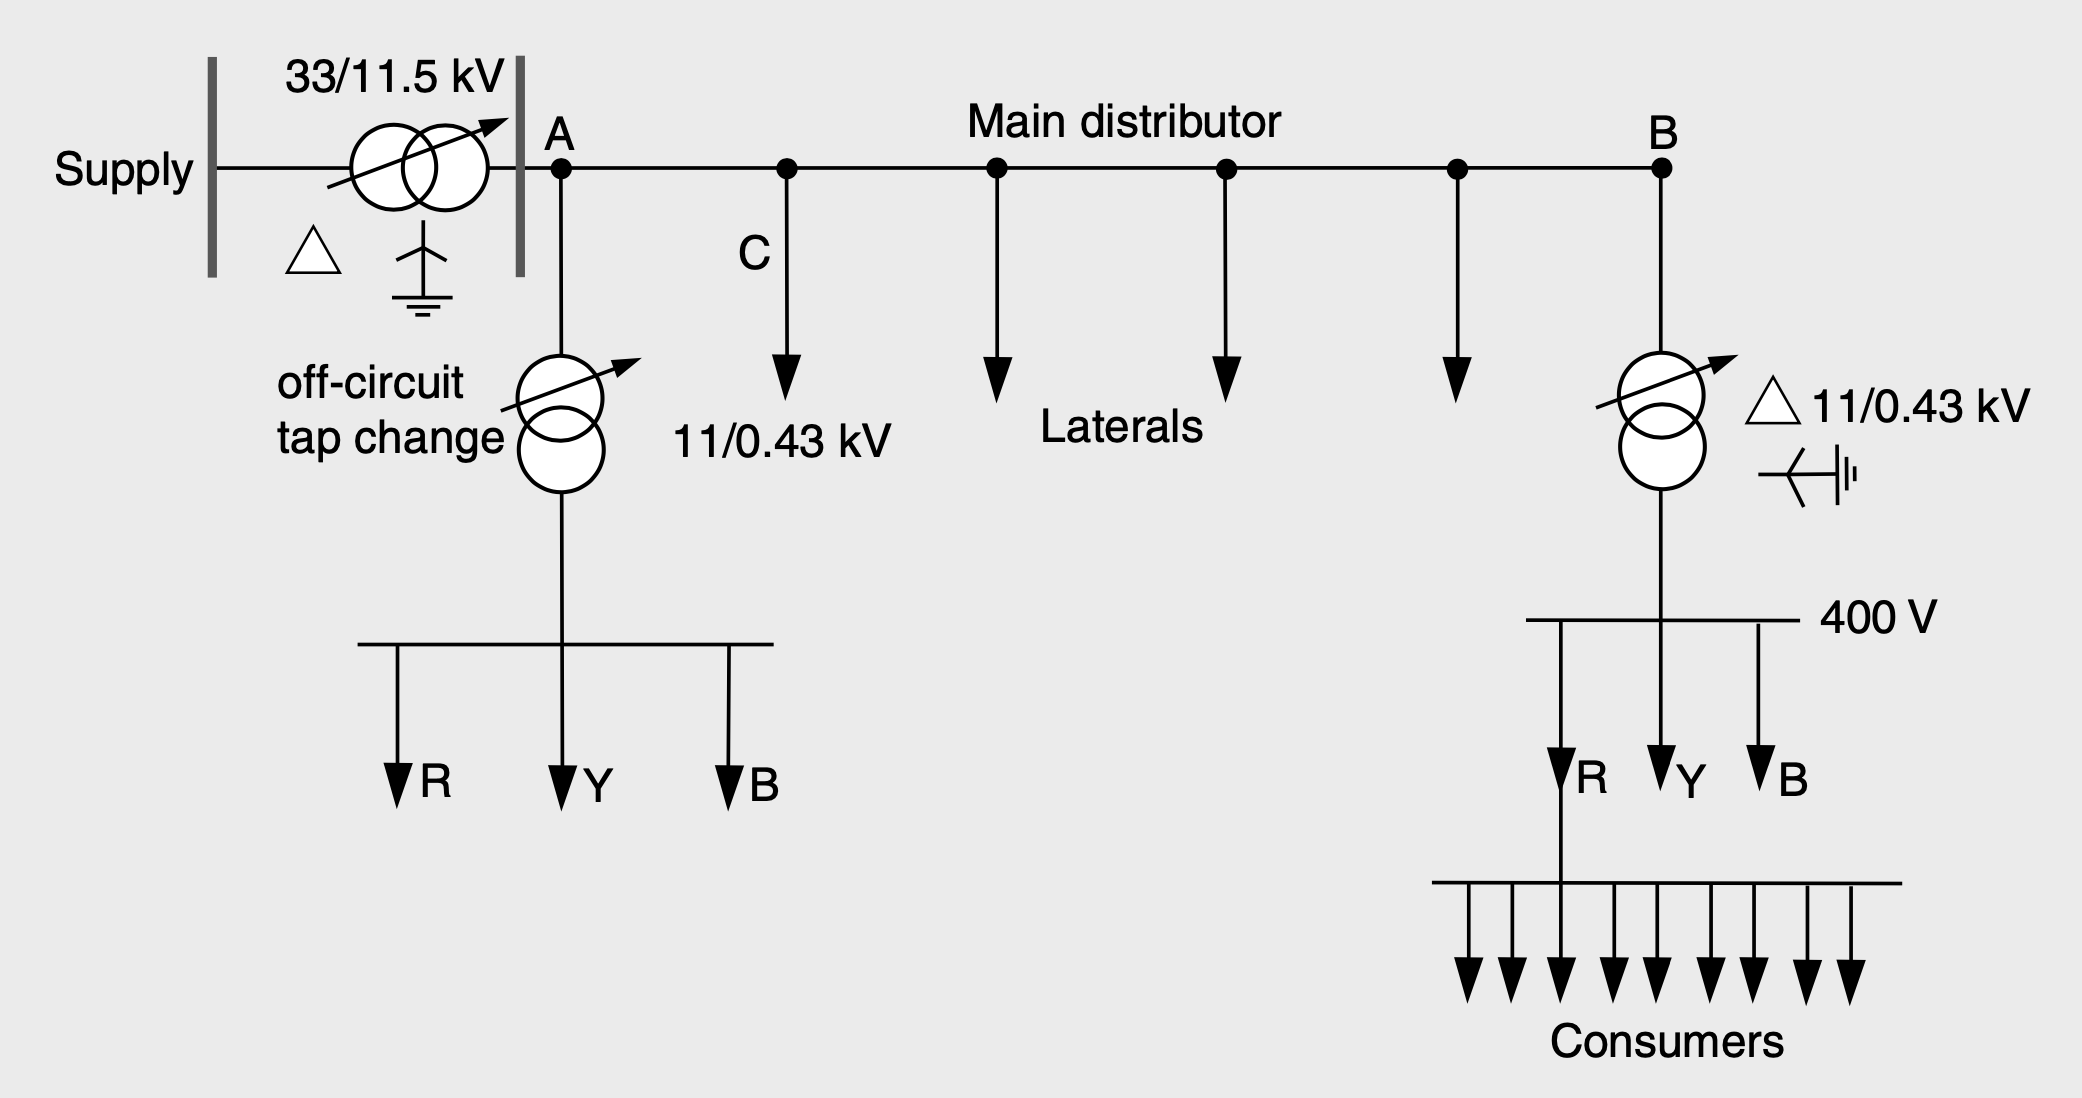 33/11.5 kV
Supply
A
Main distributor
B
C
off-circuit
tap change
11/0.43 kV
Laterals
11/0.43 kV
400 V
R
Y
B
R
Y
B
Consumers